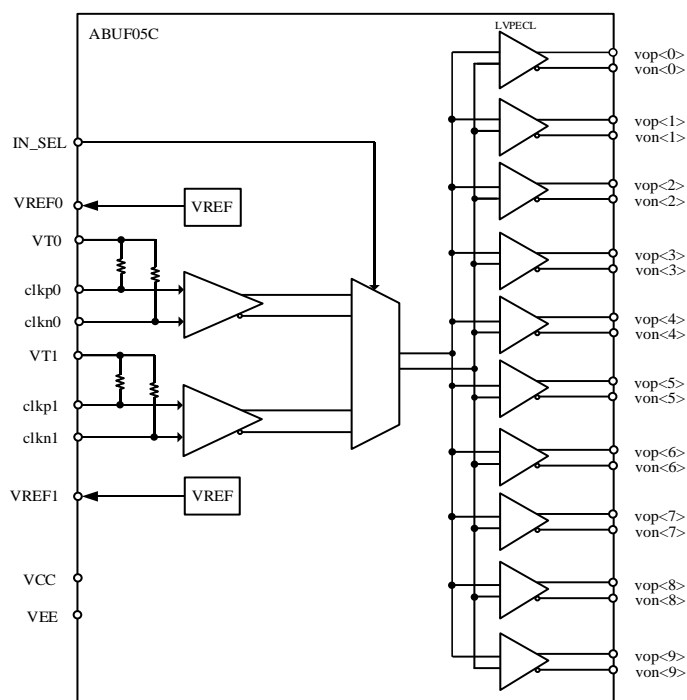 ABUF05C
LVPECL
IN_SEL
VREF0
VREF
VT0
clkp0
clkn0
VT1
clkp1
clkn1
VREF1
VREF
VCC
VEE
vop<0>
von<0>
vop<1>
von<1>
vop<2>
von<2>
vop<3>
von<3>
vop<4>
von<4>
vop<5>
von<5>
vop<6>
von<6>
vop<7>
von<7>
vop<8>
von<8>
vop<9>
von<9>